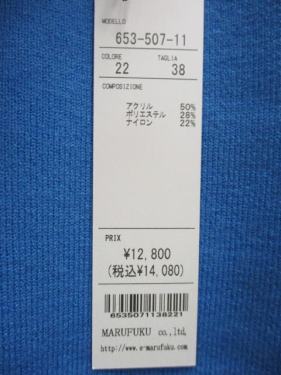 MODELLO
653-507-11
COLORE TAGLIA
22 38
COMPOSIZIONE
アクリル 50%
ポリエステル 28%
ナイロン 22%
PRIX
¥12,800
(税込¥14,080)
6535071138221
MARUFUKU co.,ltd.
http://www.e-marufuku.com